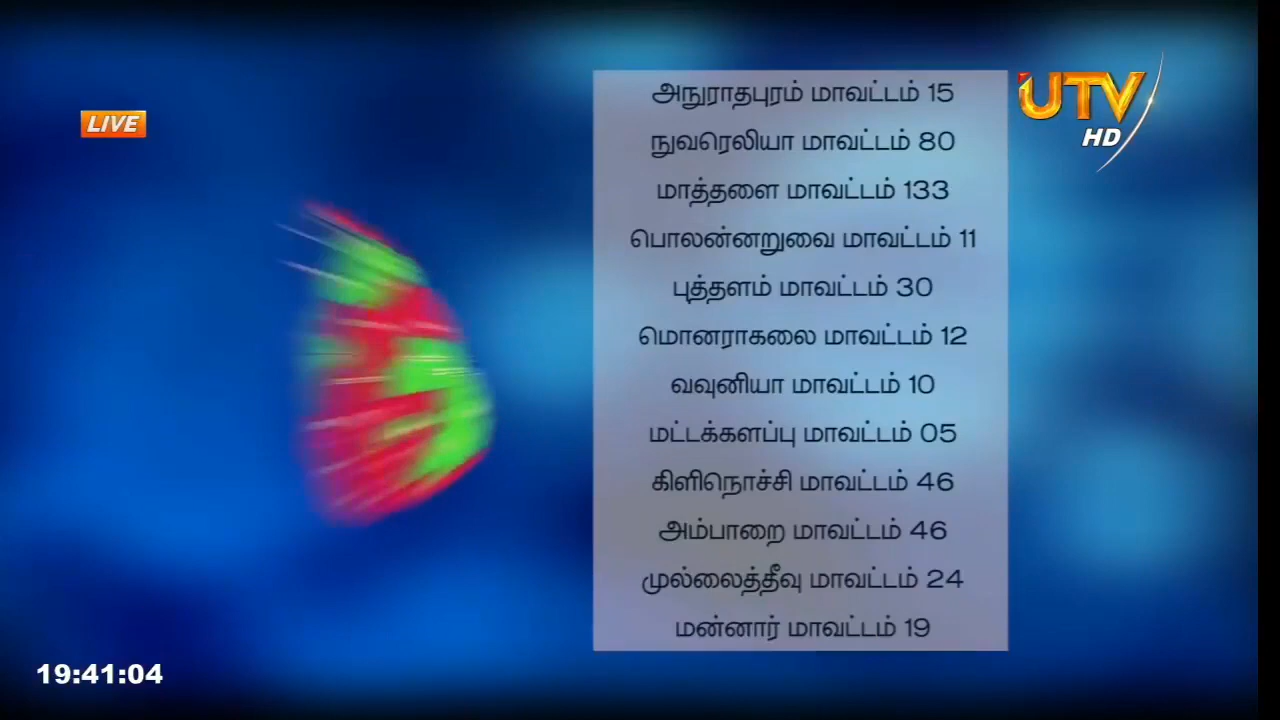 LIVE
UTV
HD
அநுராதபுரம் மாவட்டம் 15
நுவரெலியா மாவட்டம் 80
மாத்தளை மாவட்டம் 133
பொலன்னறுவை மாவட்டம் 11
புத்தளம் மாவட்டம் 30
மொனராகலை மாவட்டம் 12
வவுனியா மாவட்டம் 10
மட்டக்களப்பு மாவட்டம் 05
கிளிநொச்சி மாவட்டம் 46
அம்பாறை மாவட்டம் 46
முல்லைத்தீவு மாவட்டம் 24
மன்னார் மாவட்டம் 19
19:41:04